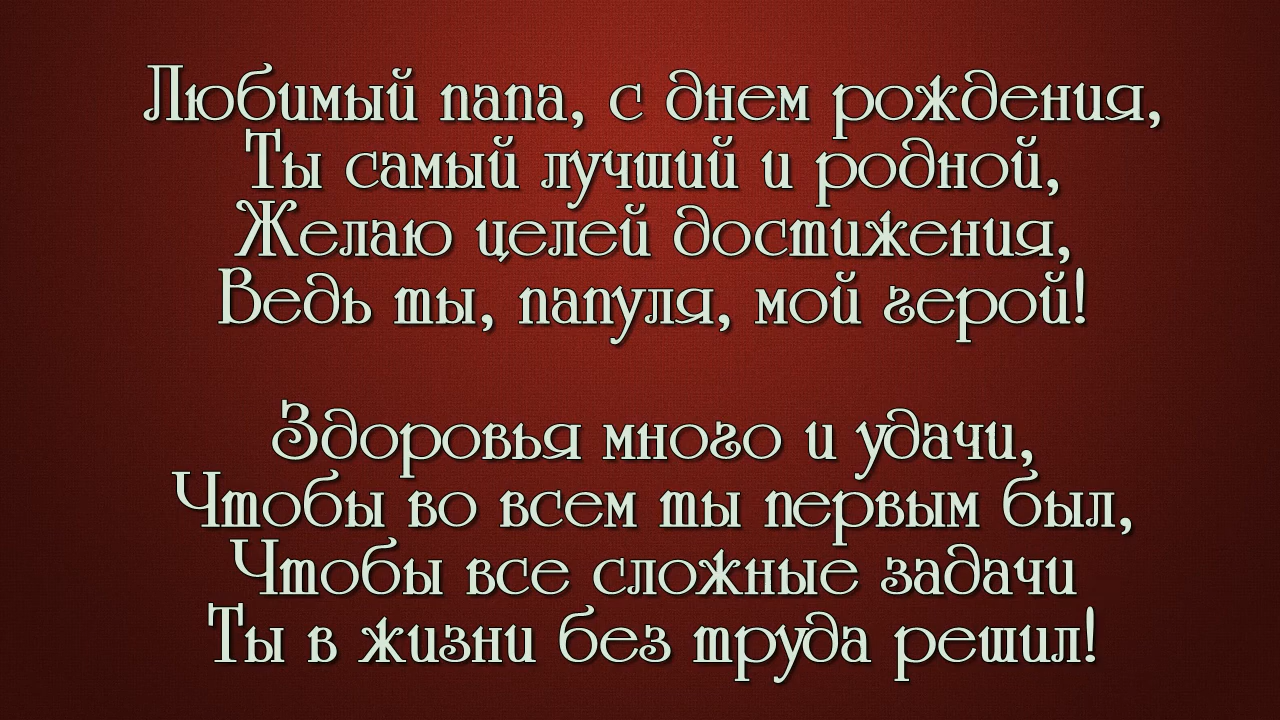 Любимый папа, с днем рождения,
Ты самый лучший и родной,
Желаю целей достижения,
Ведь ты, папуля, мой герой!
Здоровья много и удачи,
Чтобы во всем ты первым был,
Чтобы все сложные задачи
Ты в жизни без труда решил!